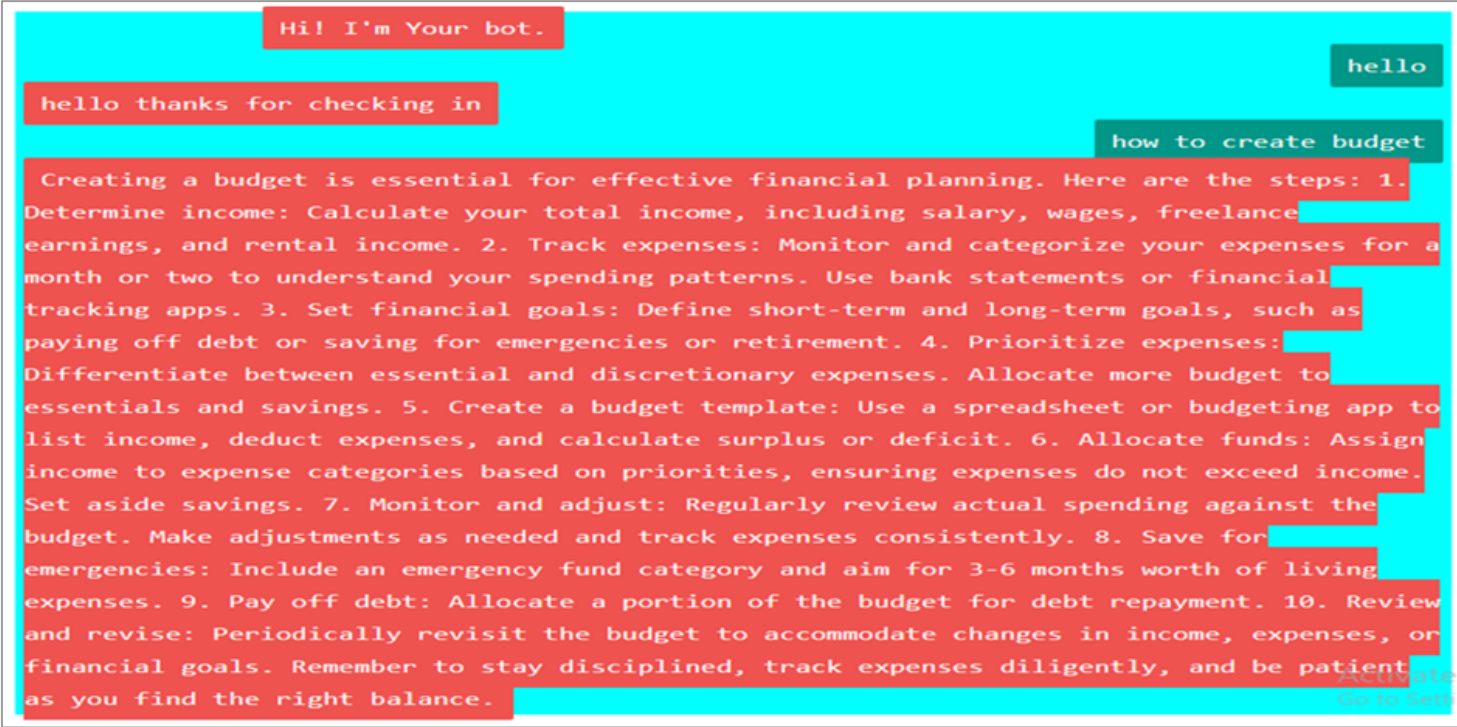 Hi! I'm Your bot.
hello
hello thanks for checking in
how to create budget
Creating a budget is essential for effective financial planning. Here are the steps: 1.
Determine income: Calculate your total income, including salary, wages, freelance
earnings, and rental income. 2. Track expenses: Monitor and categorize your expenses for a
month or two to understand your spending patterns. Use bank statements or financial
tracking apps. 3. Set financial goals: Define short-term and long-term goals, such as
paying off debt or saving for emergencies or retirement. 4. Prioritize expenses:
Differentiate between essential and discretionary expenses. Allocate more budget to
essentials and savings. 5. Create a budget template: Use a spreadsheet or budgeting app to
list income, deduct expenses, and calculate surplus or deficit. 6. Allocate funds: Assign
income to expense categories based on priorities, ensuring expenses do not exceed income.
Set aside savings. 7. Monitor and adjust: Regularly review actual spending against the
budget. Make adjustments as needed and track expenses consistently. 8. Save for
emergencies: Include an emergency fund category and aim for 3-6 months worth of living
expenses. 9. Pay off debt: Allocate a portion of the budget for debt repayment. 10. Review
and revise: Periodically revisit the budget to accommodate changes in income, expenses, or
financial goals. Remember to stay disciplined, track expenses diligently, and be patient
as you find the right balance.
Activate
Go to Setti